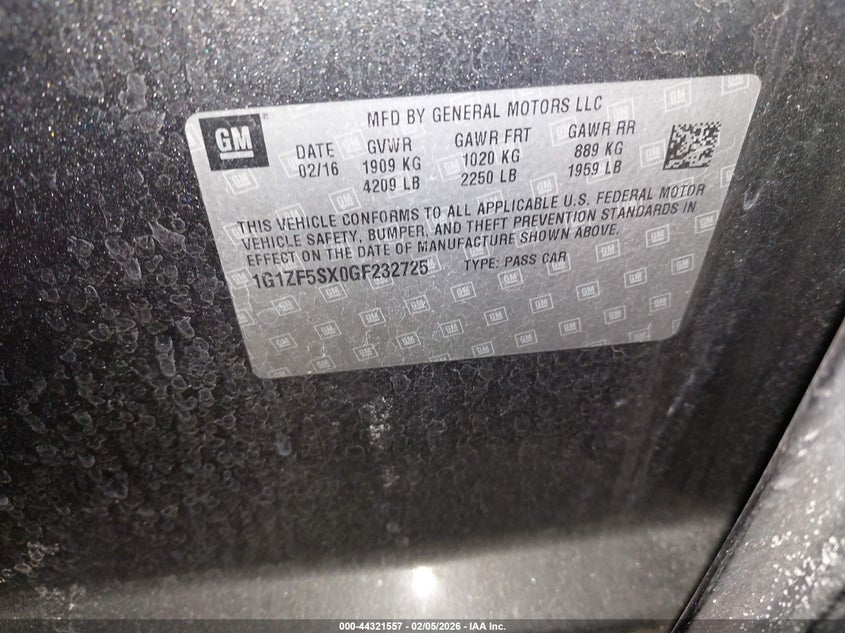 GM
MFD BY GENERAL MOTORS LLC
DATE GVWR GAWR FRT GAWR RR
02/16 1909 KG 1020 KG 889 KG
4209 LB 2250 LB 1959 LB
THIS VEHICLE CONFORMS TO ALL APPLICABLE U.S. FEDERAL MOTOR
VEHICLE SAFETY, BUMPER, AND THEFT PREVENTION STANDARDS IN
EFFECT ON THE DATE OF MANUFACTURE SHOWN ABOVE.
1G1ZF5SX0GF232725 TYPE: PASS CAR
000-44321557 — 02/05/2026 — IAA Inc.